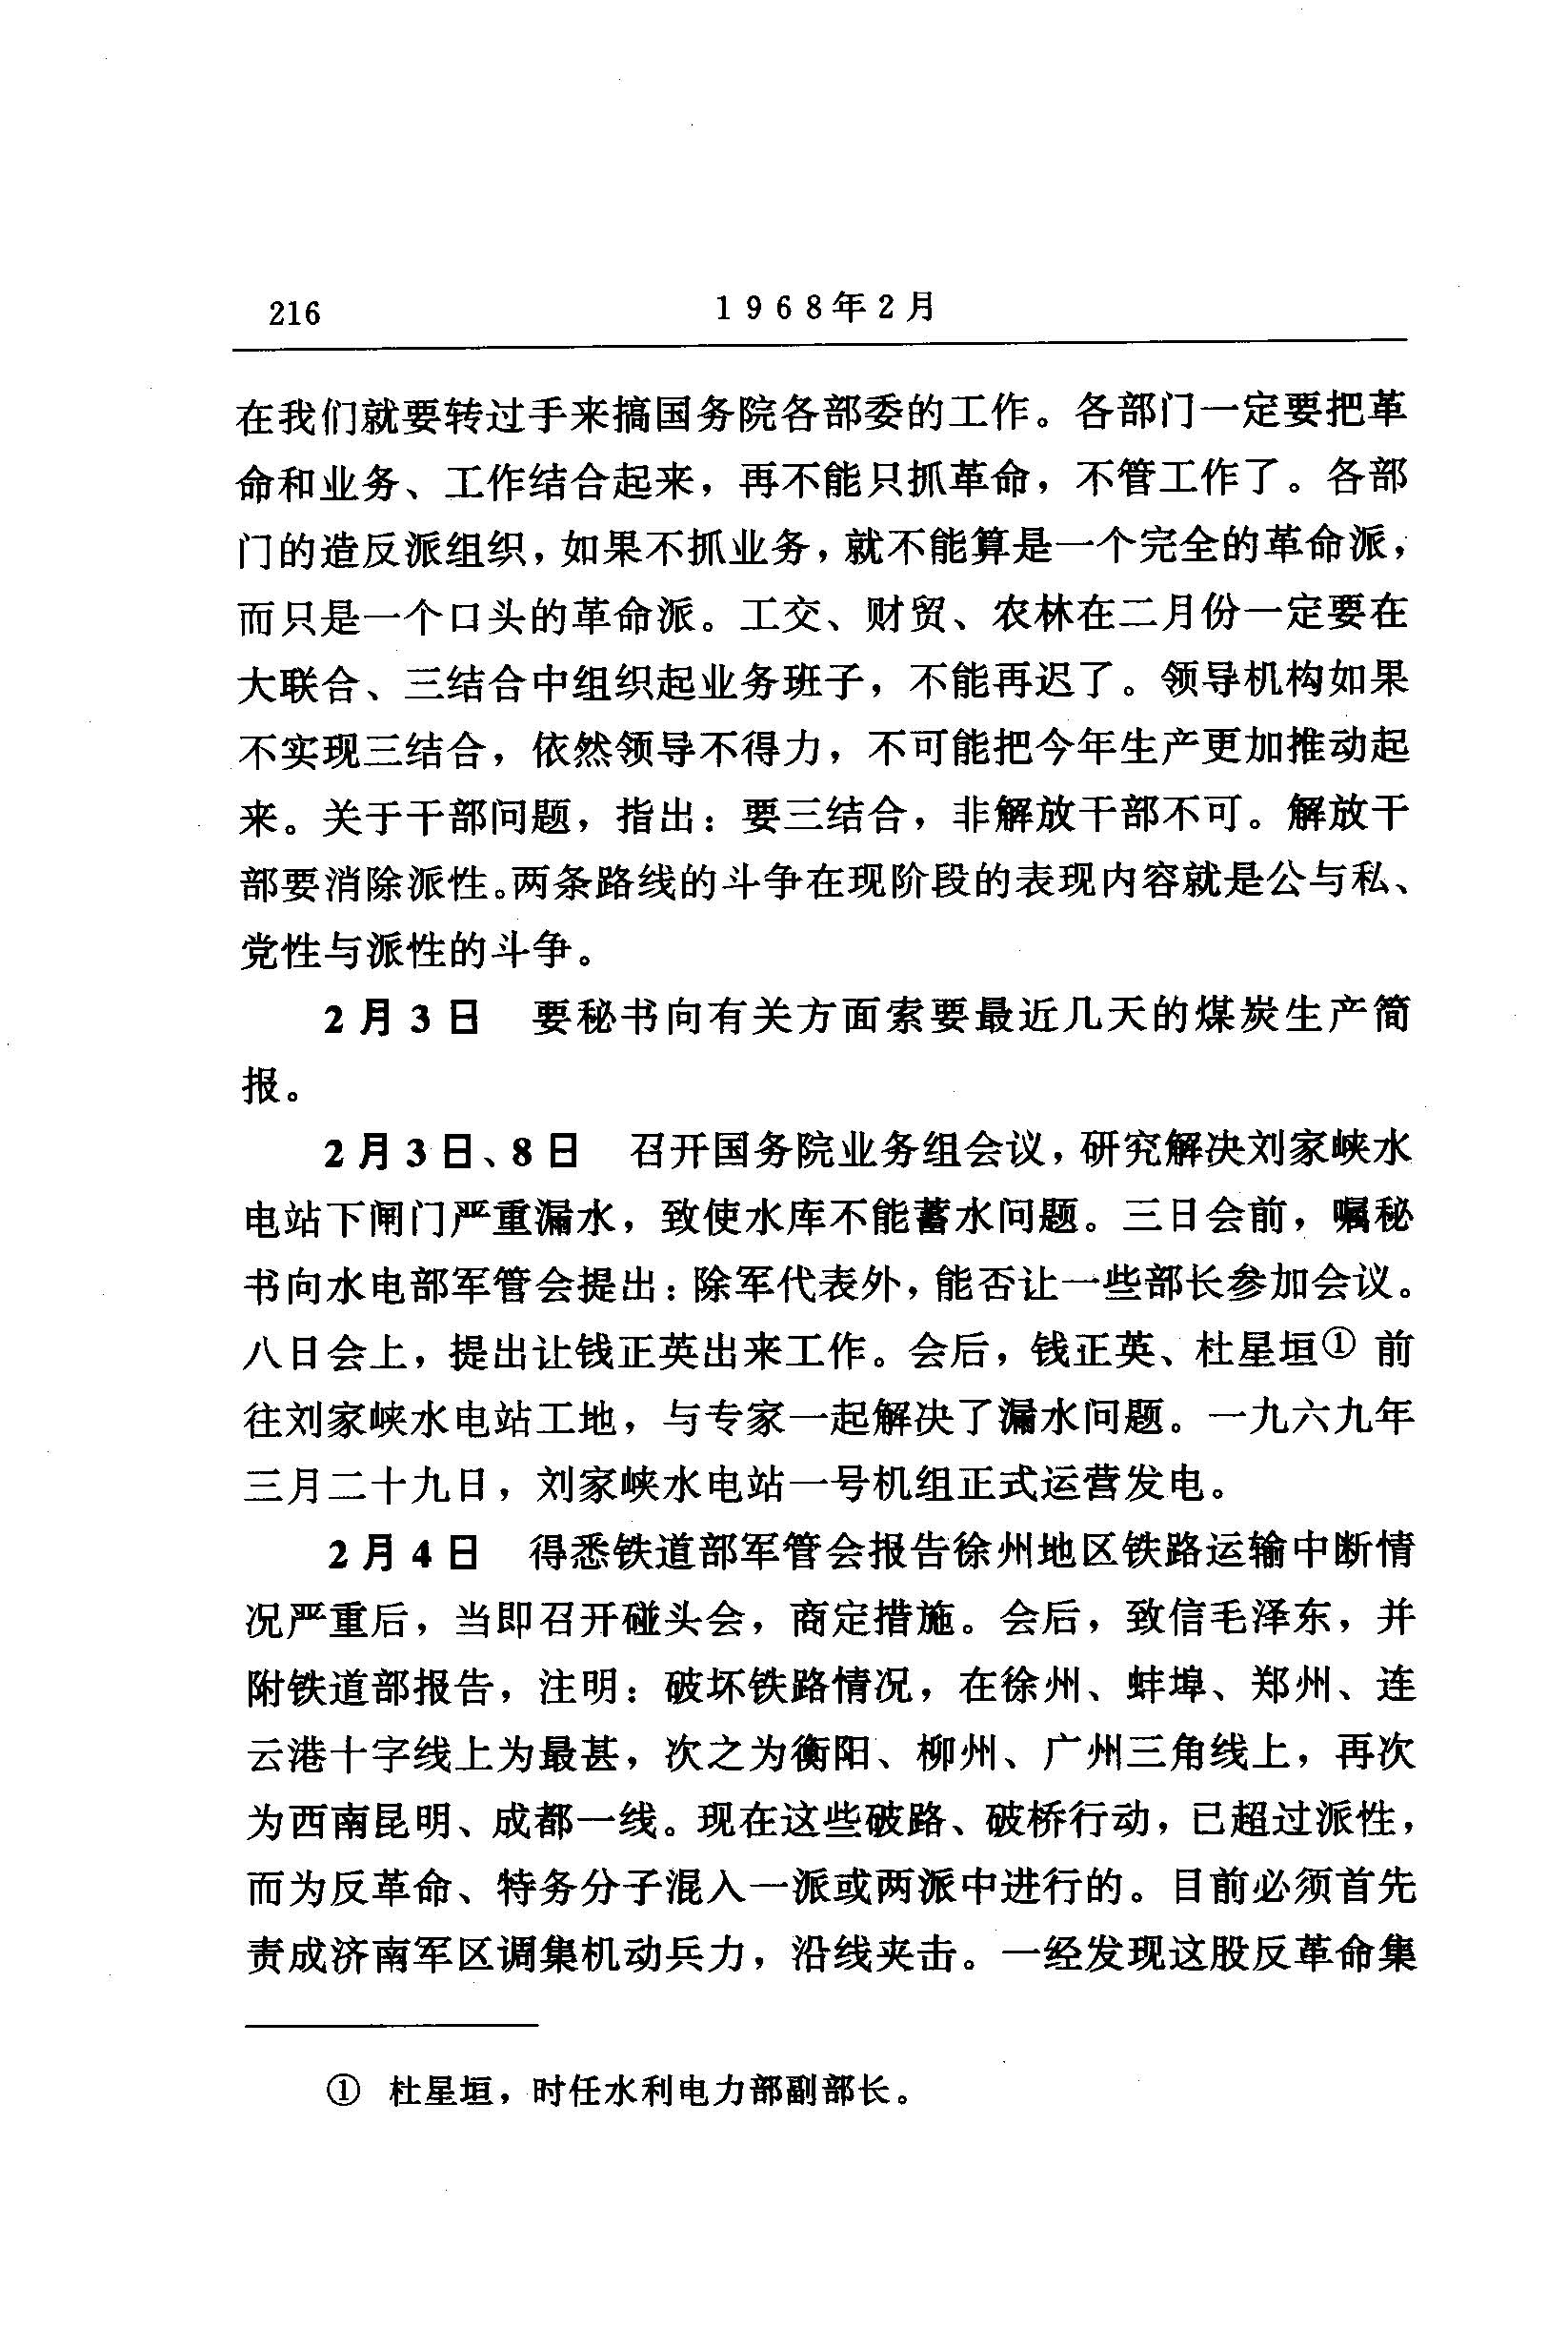 216
1968年2月
在我们就要转过手来搞国务院各部委的工作。各部门一定要把革
命和业务、工作结合起来，再不能只抓革命，不管工作了。各部
门的造反派组织，如果不抓业务，就不能算是一个完全的革命派，
而只是一个口头的革命派。工交、财贸、农林在二月份一定要在
大联合、三结合中组织起业务班子，不能再迟了。领导机构如果
不实现三结合，依然领导不得力，不可能把今年生产更加推动起
来。关于干部问题，指出：要三结合，非解放干部不可。解放干
部要消除派性。两条路线的斗争在现阶段的表现内容就是公与私、
党性与派性的斗争。
2月3日　要秘书向有关方面索要最近几天的煤炭生产简
报。
2月3日、8日　召开国务院业务组会议，研究解决刘家峡水
电站下闸门严重漏水，致使水库不能蓄水问题。三日会前，嘱秘
书向水电部军管会提出：除军代表外，能否让一些部长参加会议。
八日会上，提出让钱正英出来工作。会后，钱正英、杜星垣① 前
往刘家峡水电站工地，与专家一起解决了漏水问题。一九六九年
三月二十九日，刘家峡水电站一号机组正式运营发电。
2月4日　得悉铁道部军管会报告徐州地区铁路运输中断情
况严重后，当即召开碰头会，商定措施。会后，致信毛泽东，并
附铁道部报告，注明：破坏铁路情况，在徐州、蚌埠、郑州、连
云港十字线上为最甚，次之为衡阳、柳州、广州三角线上，再次
为西南昆明、成都一线。现在这些破路、破桥行动，已超过派性，
而为反革命、特务分子混入一派或两派中进行的。目前必须首先
责成济南军区调集机动兵力，沿线夹击。一经发现这股反革命集
① 杜星垣，时任水利电力部副部长。